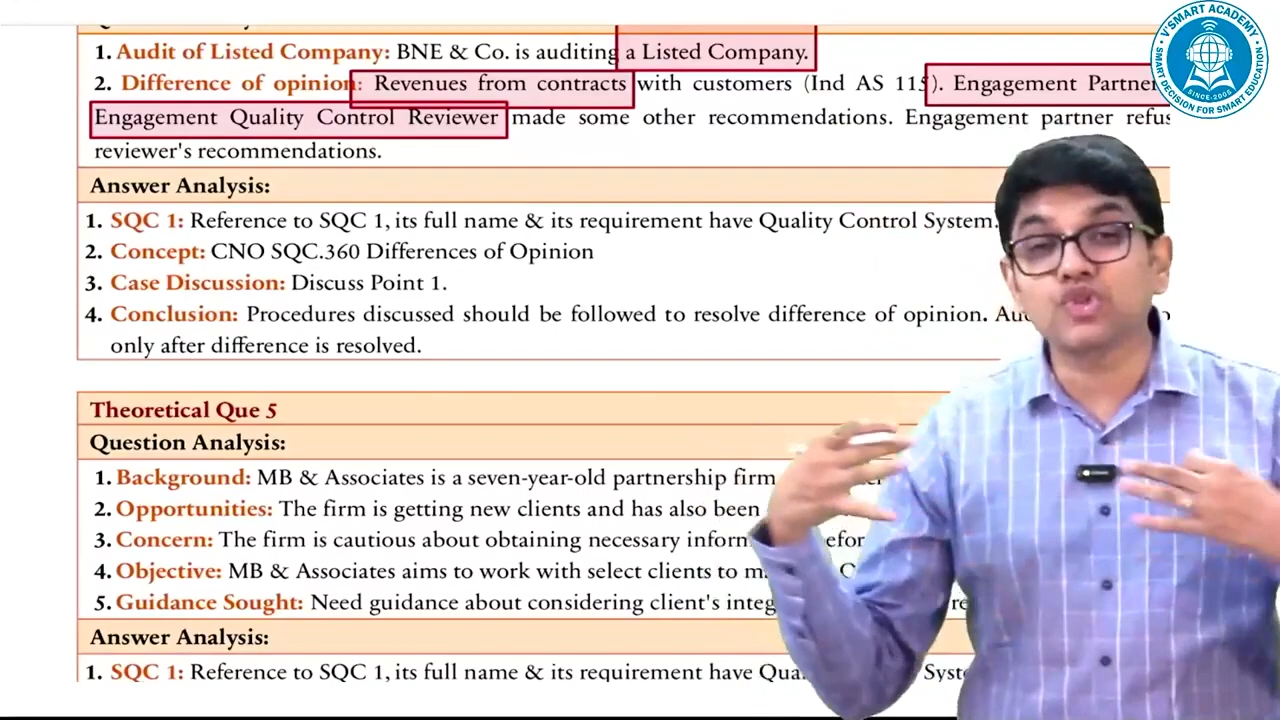 1. Audit of Listed Company: BNE & Co. is auditing a Listed Company.
2. Difference of opinion: Revenues from contracts with customers (Ind AS 115). Engagement Partner
Engagement Quality Control Reviewer made some other recommendations. Engagement partner refus
reviewer's recommendations.
Answer Analysis:
1. SQC 1: Reference to SQC 1, its full name & its requirement have Quality Control System.
2. Concept: CNO SQC.360 Differences of Opinion
3. Case Discussion: Discuss Point 1.
4. Conclusion: Procedures discussed should be followed to resolve difference of opinion.
only after difference is resolved.
Theoretical Que 5
Question Analysis:
1. Background: MB & Associates is a seven-year-old partnership firm
2. Opportunities: The firm is getting new clients and has also been
3. Concern: The firm is cautious about obtaining necessary inform
4. Objective: MB & Associates aims to work with select clients to
5. Guidance Sought: Need guidance about considering client's integ
Answer Analysis:
1. SQC 1: Reference to SQC 1, its full name & its requirement have Qua Syst
V'SMART ACADEMY
SINCE-2005
SMART DECISION FOR SMART EDUCATION